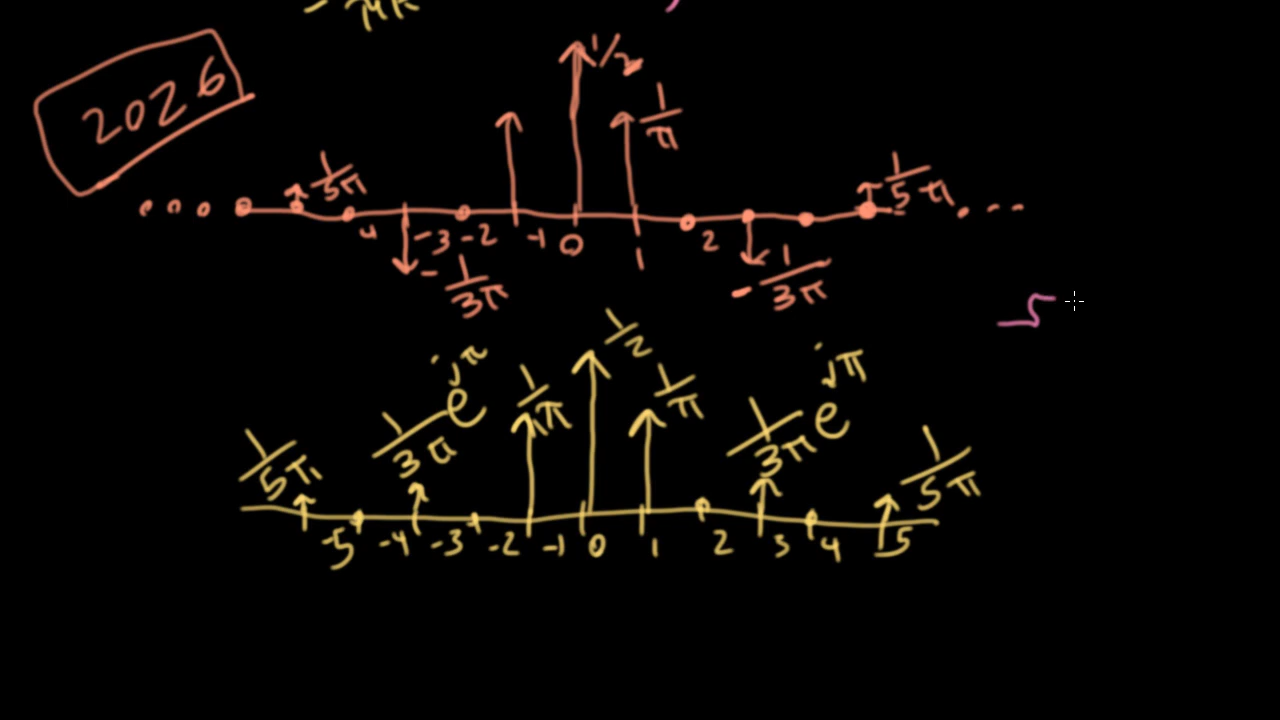 2026
1/2
1/π
1/5π 1/5π
4 -3 -2 -1 0 1 2
-1/3π -1/3π
1/2
1/5π 1/3π e^jπ 1/π 1/π 1/3π e^jπ 1/5π
-5 -4 -3 -2 -1 0 1 2 3 4 5